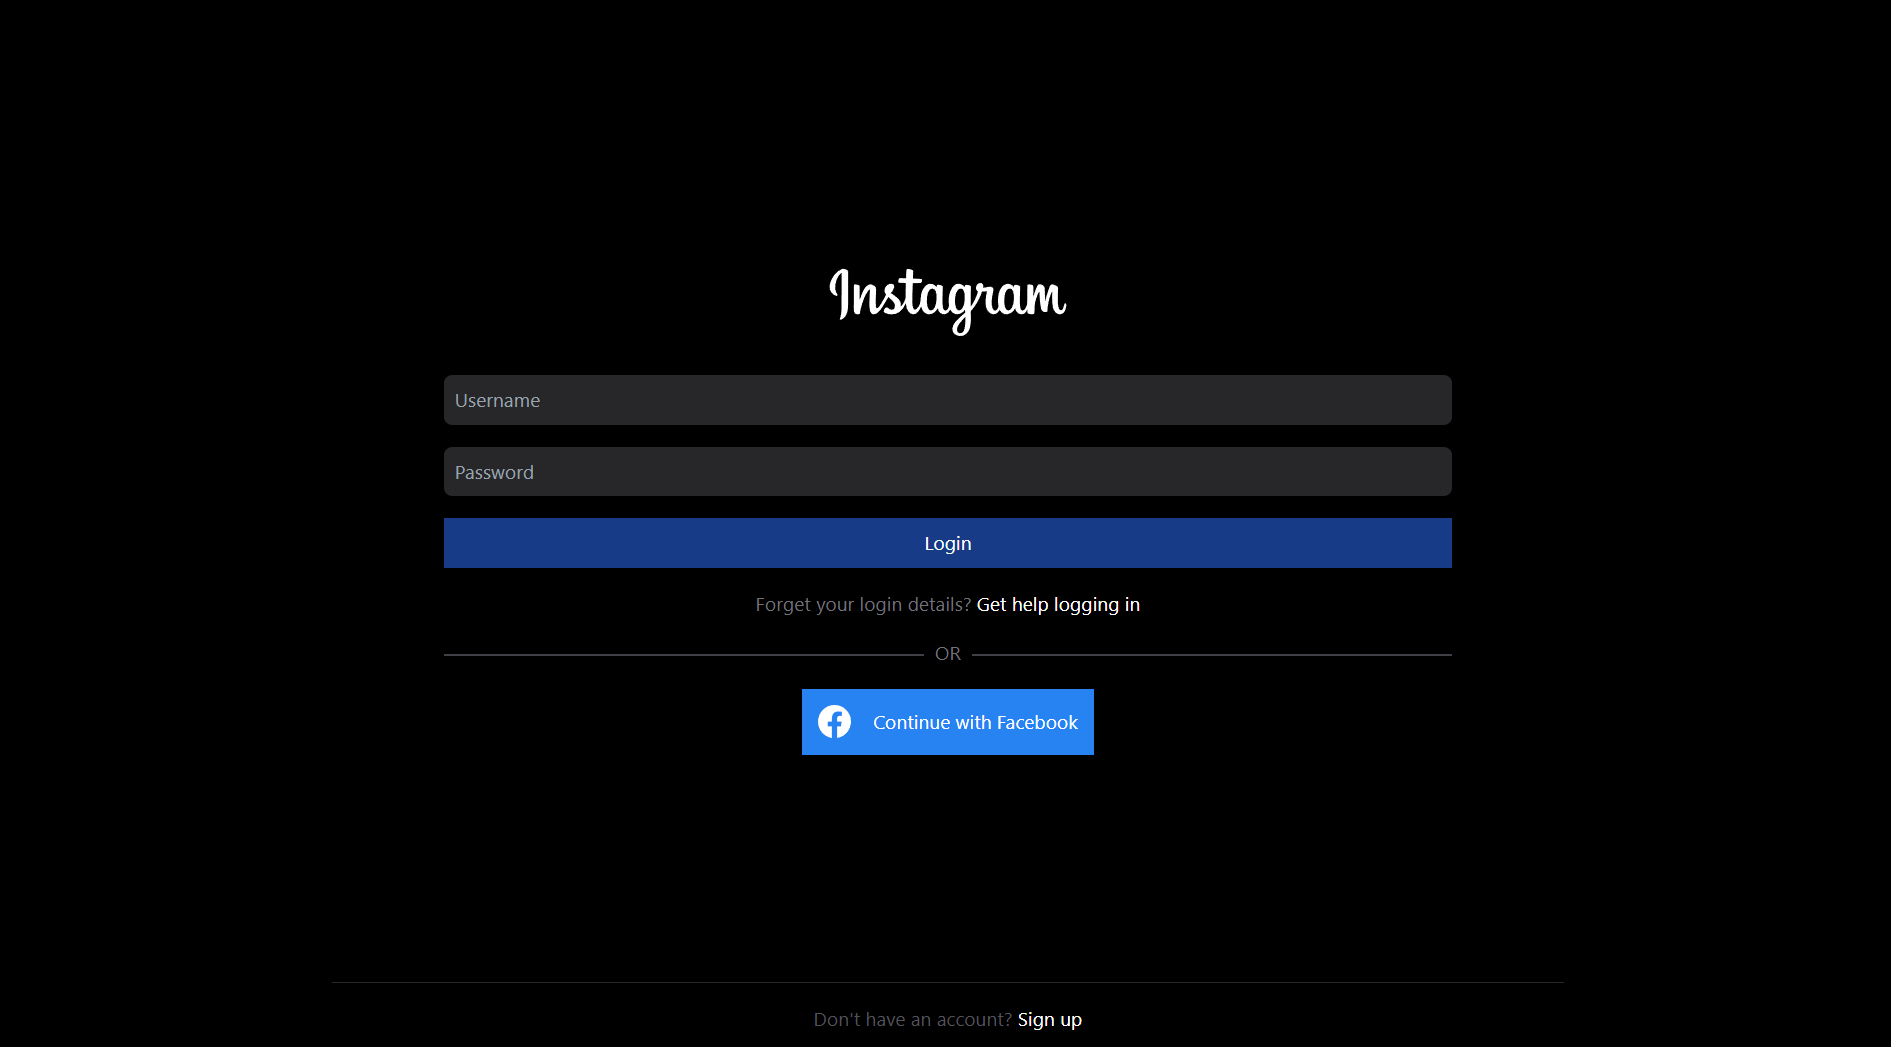 Instagram
Username
Password
Login
Forget your login details? Get help logging in
OR
Continue with Facebook
Don't have an account? Sign up